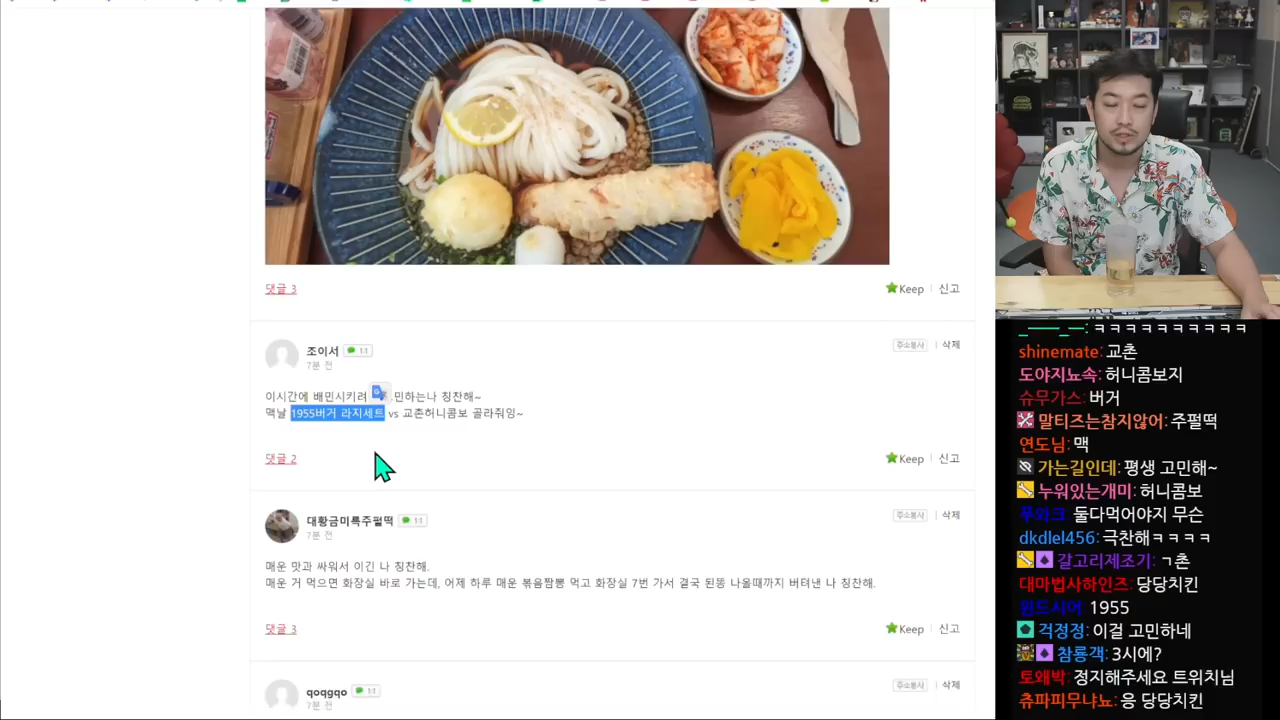 댓글 3
Keep
신고
조이서
1:1
주소복사
삭제
7분 전
이시간에 배민시키려 민하는나 칭찬해~
맥날 1955버거 라지세트 vs 교촌허니콤보 골라줘잉~
댓글 2
Keep
신고
대황금미륵주펄떡
1:1
주소복사
삭제
7분 전
매운 맛과 싸워서 이긴 나 칭찬해.
매운 거 먹으면 화장실 바로 가는데, 어제 하루 매운 볶음짬뽕 먹고 화장실 7번 가서 결국 된똥 나올때까지 버텨낸 나 칭찬해.
댓글 3
Keep
신고
qoqgqo
1:1
주소복사
삭제
7분 전
ㅋㅋㅋㅋㅋㅋㅋㅋㅋㅋ
shinemate: 교촌
도야지뇨속: 허니콤보지
슈무가스: 버거
말티즈는참지않어: 주펄떡
연도님: 맥
가는길인데: 평생 고민해~
누워있는개미: 허니콤보
푸와크: 둘다먹어야지 무슨
dkdlel456: 극찬해ㅋㅋㅋㅋ
갈고리제조기: ㄱ촌
대마법사하인즈: 당당치킨
윈드시어: 1955
걱정정: 이걸 고민하네
참룡객: 3시에?
토왜박: 정지해주세요 트위치님
츄파피무냐뇨: 응 당당치킨